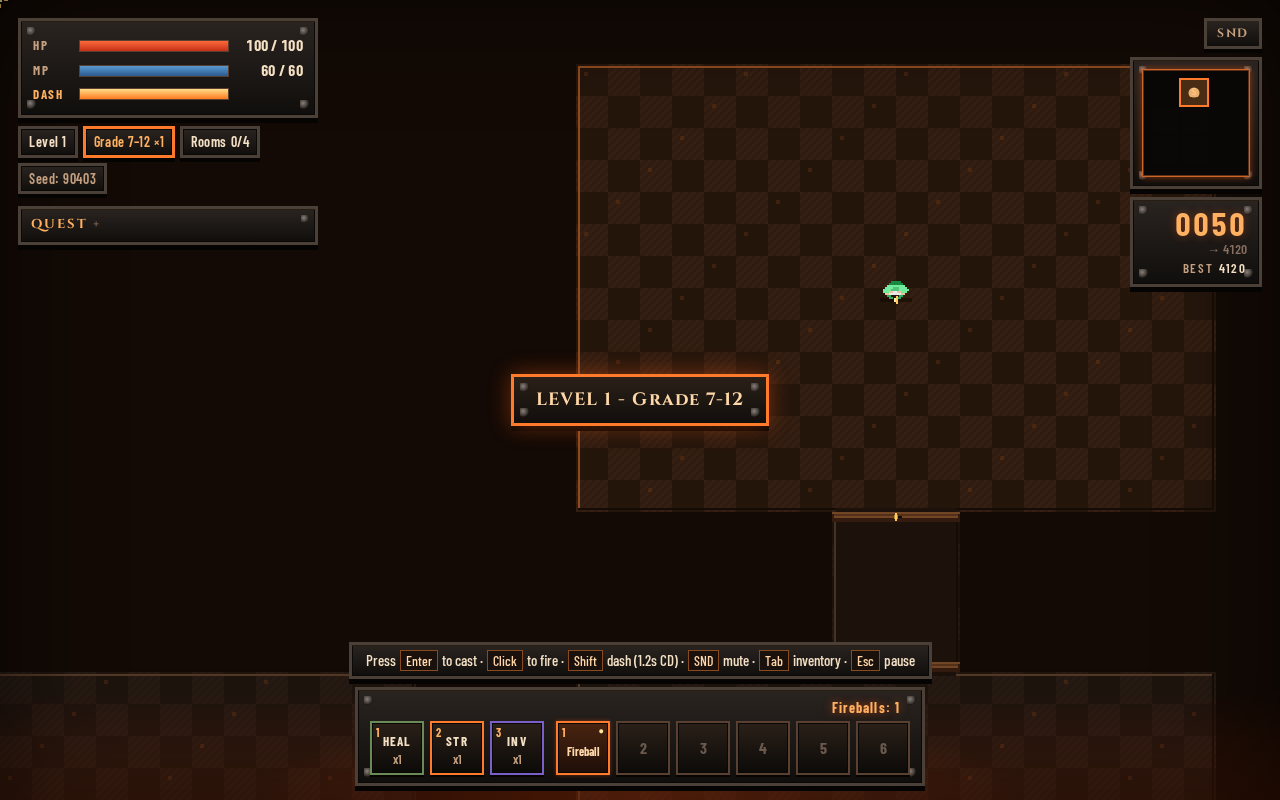 HP 100 / 100
MP 60 / 60
DASH
Level 1 Grade 7-12 ×1 Rooms 0/4
Seed: 90403
QUEST +
SND
0050
→ 4120
BEST 4120
LEVEL 1 - GRADE 7-12
Press Enter to cast · Click to fire · Shift dash (1.2s CD) · SND mute · Tab inventory · Esc pause
Fireballs: 1
1 HEAL x1
2 STR x1
3 INV x1
1 Fireball
2
3
4
5
6